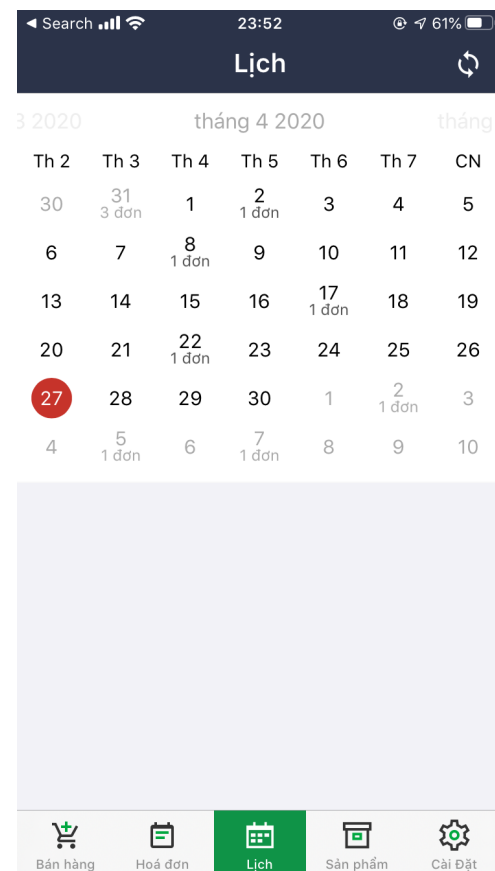 ◀ Search 23:52 61%
Lịch
3 2020 tháng 4 2020 tháng
Th 2 Th 3 Th 4 Th 5 Th 6 Th 7 CN
30 31 1 2 3 4 5
3 đơn 1 đơn
6 7 8 9 10 11 12
1 đơn
13 14 15 16 17 18 19
1 đơn
20 21 22 23 24 25 26
1 đơn
27 28 29 30 1 2 3
1 đơn
4 5 6 7 8 9 10
1 đơn 1 đơn
Bán hàng Hoá đơn Lịch Sản phẩm Cài Đặt